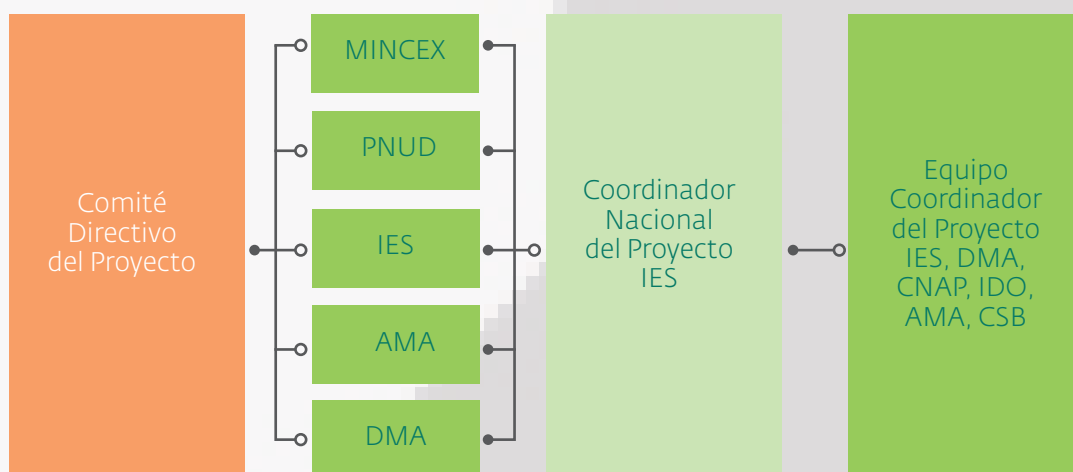 Comité
Directivo
del Proyecto
MINCEX
PNUD
IES
AMA
DMA
Coordinador
Nacional
del Proyecto
IES
Equipo
Coordinador
del Proyecto
IES, DMA,
CNAP, IDO,
AMA, CSB